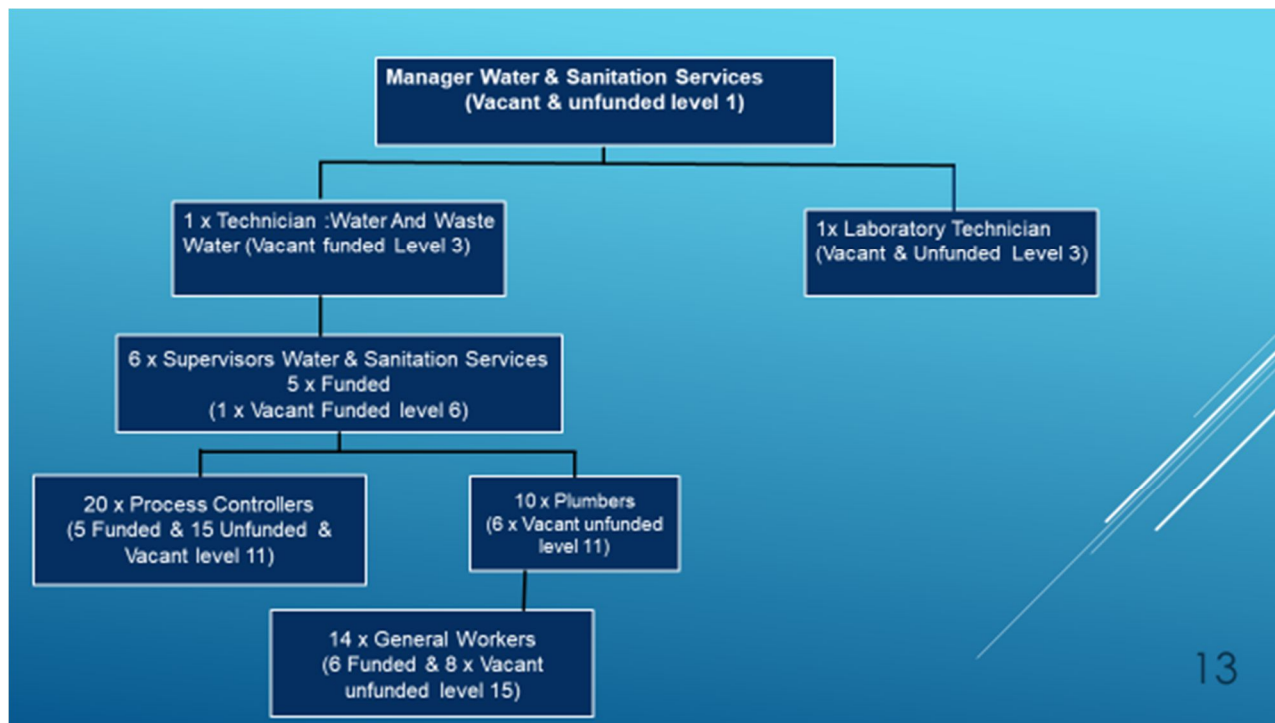 Manager Water & Sanitation Services
(Vacant & unfunded level 1)
1 x Technician :Water And Waste
Water (Vacant funded Level 3)
1x Laboratory Technician
(Vacant & Unfunded Level 3)
6 x Supervisors Water & Sanitation Services
5 x Funded
(1 x Vacant Funded level 6)
20 x Process Controllers
(5 Funded & 15 Unfunded &
Vacant level 11)
10 x Plumbers
(6 x Vacant unfunded
level 11)
14 x General Workers
(6 Funded & 8 x Vacant
unfunded level 15)
13